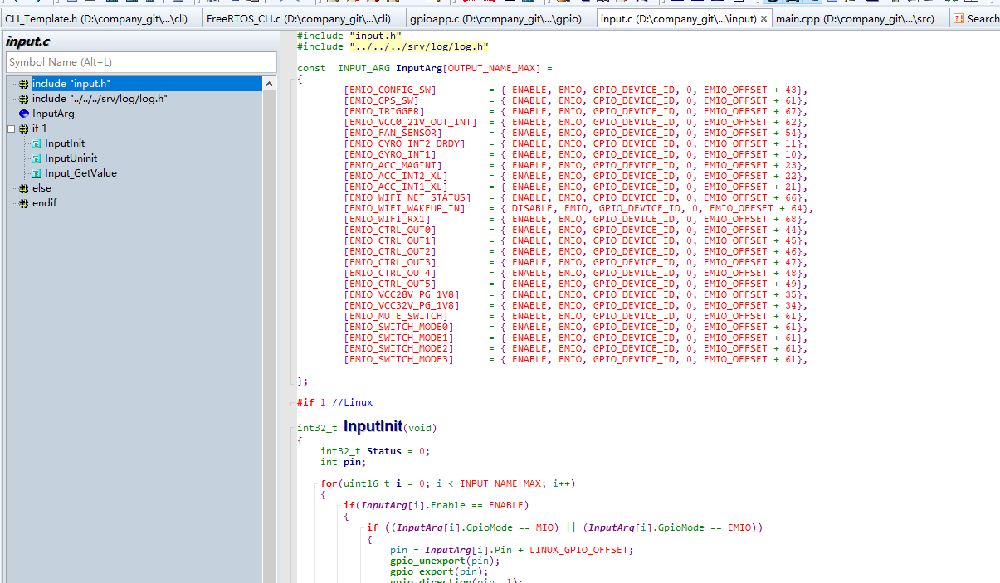 CLI_Template.h (D:\company_git\...\cli)
FreeRTOS_CLI.c (D:\company_git\...\cli)
gpioapp.c (D:\company_git\...\gpio)
input.c (D:\company_git\...\input)
main.cpp (D:\company_git\...\src)
Search
input.c
Symbol Name (Alt+L)
include "input.h"
include "../../../srv/log/log.h"
InputArg
if 1
InputInit
InputUninit
Input_GetValue
else
endif
#include "input.h"
#include "../../../srv/log/log.h"
const INPUT_ARG InputArg[OUTPUT_NAME_MAX] =
{
[EMIO_CONFIG_SW] = { ENABLE, EMIO, GPIO_DEVICE_ID, 0, EMIO_OFFSET + 43},
[EMIO_GPS_SW] = { ENABLE, EMIO, GPIO_DEVICE_ID, 0, EMIO_OFFSET + 61},
[EMIO_TRIGGER] = { ENABLE, EMIO, GPIO_DEVICE_ID, 0, EMIO_OFFSET + 67},
[EMIO_VCC0_21V_OUT_INT] = { ENABLE, EMIO, GPIO_DEVICE_ID, 0, EMIO_OFFSET + 62},
[EMIO_FAN_SENSOR] = { ENABLE, EMIO, GPIO_DEVICE_ID, 0, EMIO_OFFSET + 54},
[EMIO_GYRO_INT2_DRDY] = { ENABLE, EMIO, GPIO_DEVICE_ID, 0, EMIO_OFFSET + 11},
[EMIO_GYRO_INT1] = { ENABLE, EMIO, GPIO_DEVICE_ID, 0, EMIO_OFFSET + 10},
[EMIO_ACC_MAGINT] = { ENABLE, EMIO, GPIO_DEVICE_ID, 0, EMIO_OFFSET + 23},
[EMIO_ACC_INT2_XL] = { ENABLE, EMIO, GPIO_DEVICE_ID, 0, EMIO_OFFSET + 22},
[EMIO_ACC_INT1_XL] = { ENABLE, EMIO, GPIO_DEVICE_ID, 0, EMIO_OFFSET + 21},
[EMIO_WIFI_NET_STATUS] = { ENABLE, EMIO, GPIO_DEVICE_ID, 0, EMIO_OFFSET + 66},
[EMIO_WIFI_WAKEUP_IN] = { DISABLE, EMIO, GPIO_DEVICE_ID, 0, EMIO_OFFSET + 64},
[EMIO_WIFI_RX1] = { ENABLE, EMIO, GPIO_DEVICE_ID, 0, EMIO_OFFSET + 68},
[EMIO_CTRL_OUT0] = { ENABLE, EMIO, GPIO_DEVICE_ID, 0, EMIO_OFFSET + 44},
[EMIO_CTRL_OUT1] = { ENABLE, EMIO, GPIO_DEVICE_ID, 0, EMIO_OFFSET + 45},
[EMIO_CTRL_OUT2] = { ENABLE, EMIO, GPIO_DEVICE_ID, 0, EMIO_OFFSET + 46},
[EMIO_CTRL_OUT3] = { ENABLE, EMIO, GPIO_DEVICE_ID, 0, EMIO_OFFSET + 47},
[EMIO_CTRL_OUT4] = { ENABLE, EMIO, GPIO_DEVICE_ID, 0, EMIO_OFFSET + 48},
[EMIO_CTRL_OUT5] = { ENABLE, EMIO, GPIO_DEVICE_ID, 0, EMIO_OFFSET + 49},
[EMIO_VCC28V_PG_1V8] = { ENABLE, EMIO, GPIO_DEVICE_ID, 0, EMIO_OFFSET + 35},
[EMIO_VCC32V_PG_1V8] = { ENABLE, EMIO, GPIO_DEVICE_ID, 0, EMIO_OFFSET + 34},
[EMIO_MUTE_SWITCH] = { ENABLE, EMIO, GPIO_DEVICE_ID, 0, EMIO_OFFSET + 61},
[EMIO_SWITCH_MODE0] = { ENABLE, EMIO, GPIO_DEVICE_ID, 0, EMIO_OFFSET + 61},
[EMIO_SWITCH_MODE1] = { ENABLE, EMIO, GPIO_DEVICE_ID, 0, EMIO_OFFSET + 61},
[EMIO_SWITCH_MODE2] = { ENABLE, EMIO, GPIO_DEVICE_ID, 0, EMIO_OFFSET + 61},
[EMIO_SWITCH_MODE3] = { ENABLE, EMIO, GPIO_DEVICE_ID, 0, EMIO_OFFSET + 61},
};
#if 1 //Linux
int32_t InputInit(void)
{
int32_t Status = 0;
int pin;
for(uint16_t i = 0; i < INPUT_NAME_MAX; i++)
{
if(InputArg[i].Enable == ENABLE)
{
if ((InputArg[i].GpioMode == MIO) || (InputArg[i].GpioMode == EMIO))
{
pin = InputArg[i].Pin + LINUX_GPIO_OFFSET;
gpio_unexport(pin);
gpio_export(pin);
gpio_direction(pin, 1);